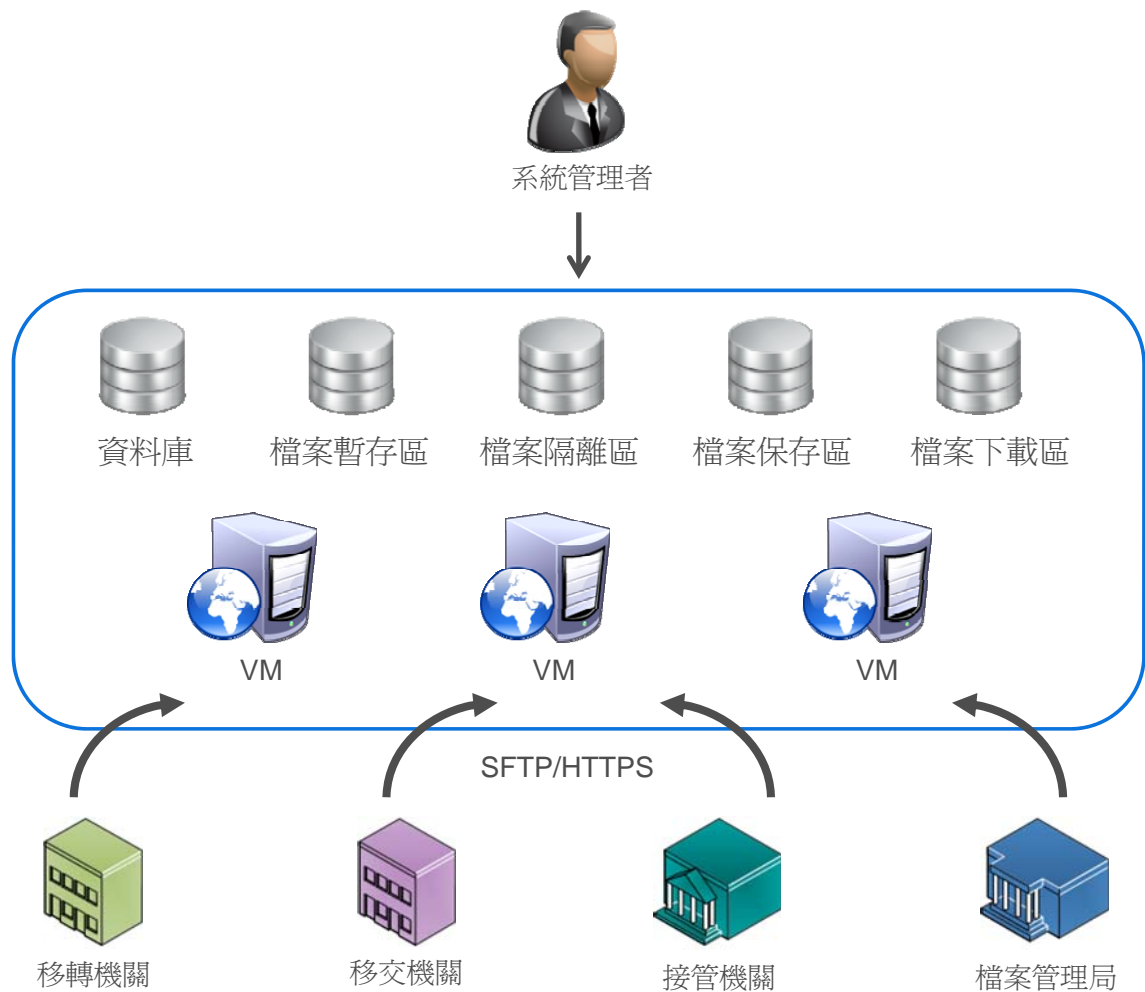 系統管理者
資料庫
檔案暫存區
檔案隔離區
檔案保存區
檔案下載區
VM
VM
VM
SFTP/HTTPS
移轉機關
移交機關
接管機關
檔案管理局